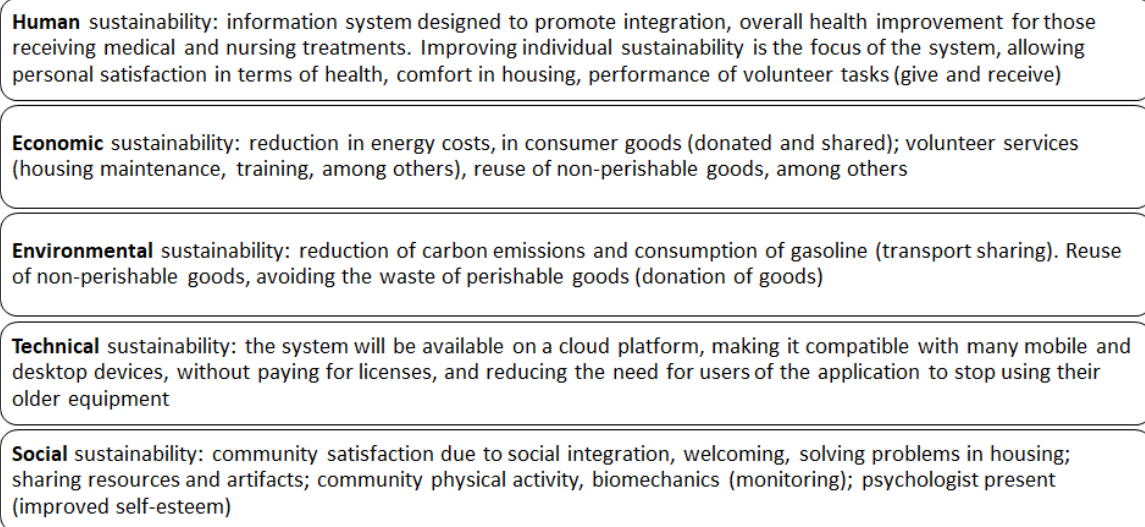 Human sustainability: information system designed to promote integration, overall health improvement for those
receiving medical and nursing treatments. Improving individual sustainability is the focus of the system, allowing
personal satisfaction in terms of health, comfort in housing, performance of volunteer tasks (give and receive)
Economic sustainability: reduction in energy costs, in consumer goods (donated and shared); volunteer services
(housing maintenance, training, among others), reuse of non-perishable goods, among others
Environmental sustainability: reduction of carbon emissions and consumption of gasoline (transport sharing). Reuse
of non-perishable goods, avoiding the waste of perishable goods (donation of goods)
Technical sustainability: the system will be available on a cloud platform, making it compatible with many mobile and
desktop devices, without paying for licenses, and reducing the need for users of the application to stop using their
older equipment
Social sustainability: community satisfaction due to social integration, welcoming, solving problems in housing;
sharing resources and artifacts; community physical activity, biomechanics (monitoring); psychologist present
(improved self-esteem)